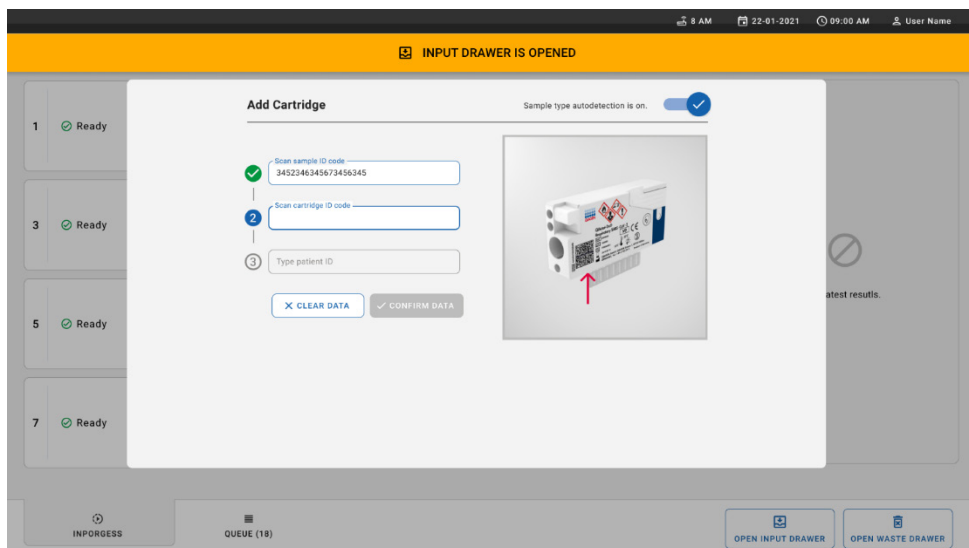 8 AM 22-01-2021 09:00 AM User Name
INPUT DRAWER IS OPENED
Add Cartridge
Sample type autodetection is on.
1 Ready
Scan sample ID code
3452346345673456345
Scan cartridge ID code
2
3 Ready
3 Type patient ID
CLEAR DATA CONFIRM DATA
atest resutls.
5 Ready
7 Ready
INPORGESS
QUEUE (18)
OPEN INPUT DRAWER
OPEN WASTE DRAWER